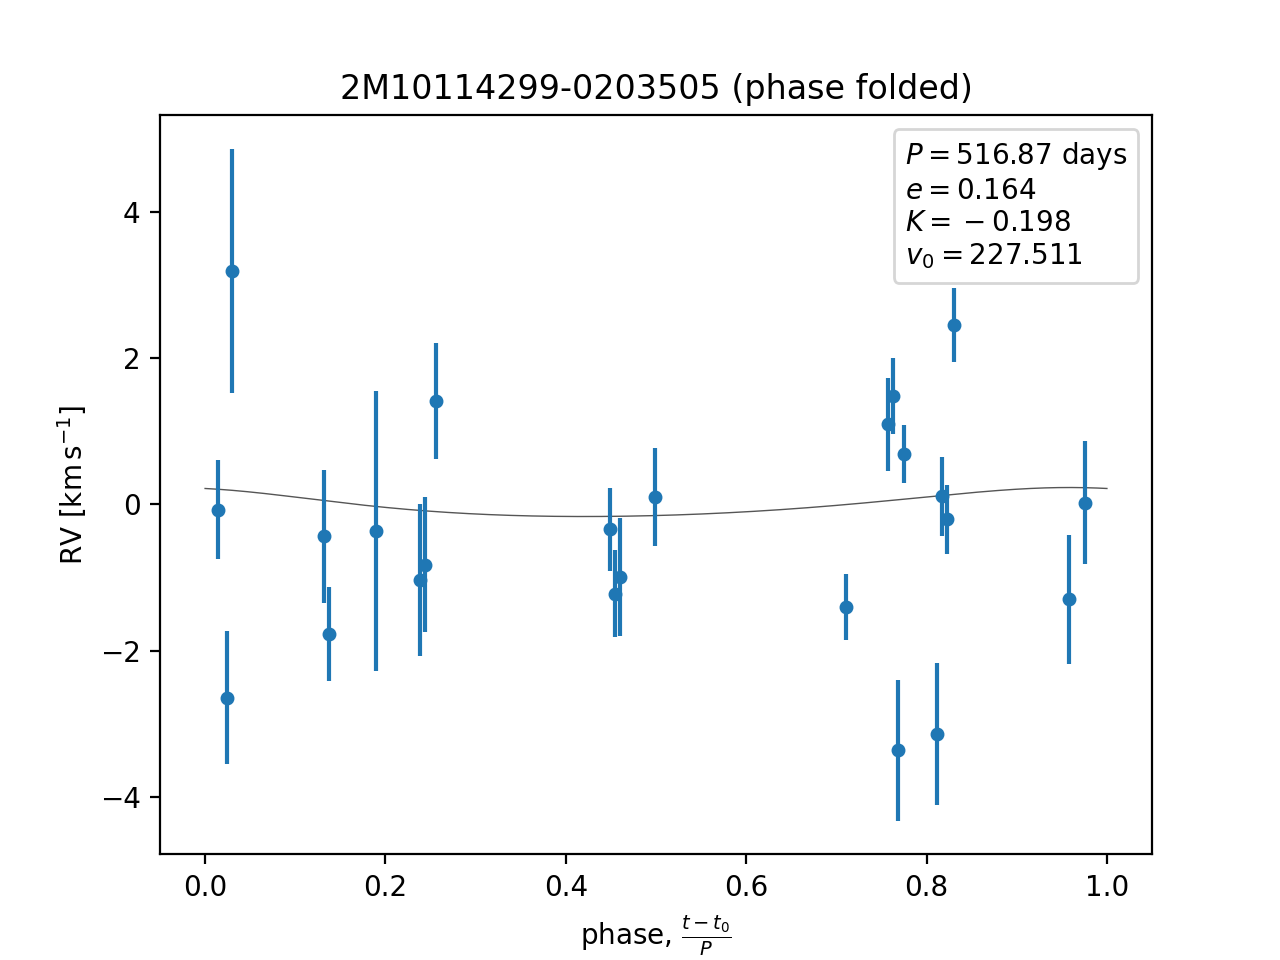 2M10114299-0203505 (phase folded)
P = 516.87 days
e = 0.164
K = −0.198
v₀ = 227.511
4
2
0
−2
−4
RV [km s⁻¹]
0.0 0.2 0.4 0.6 0.8 1.0
phase, (t − t₀)/P